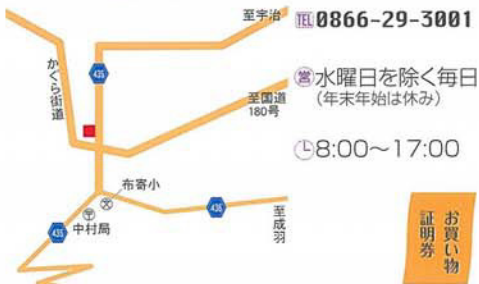 至宇治
TEL 0866-29-3001
435
かぐら街道
営 水曜日を除く毎日
(年末年始は休み)
至国道
180号
8:00～17:00
布寄小
文
〒
中村局
435
435
至成羽
お買い物
証明券